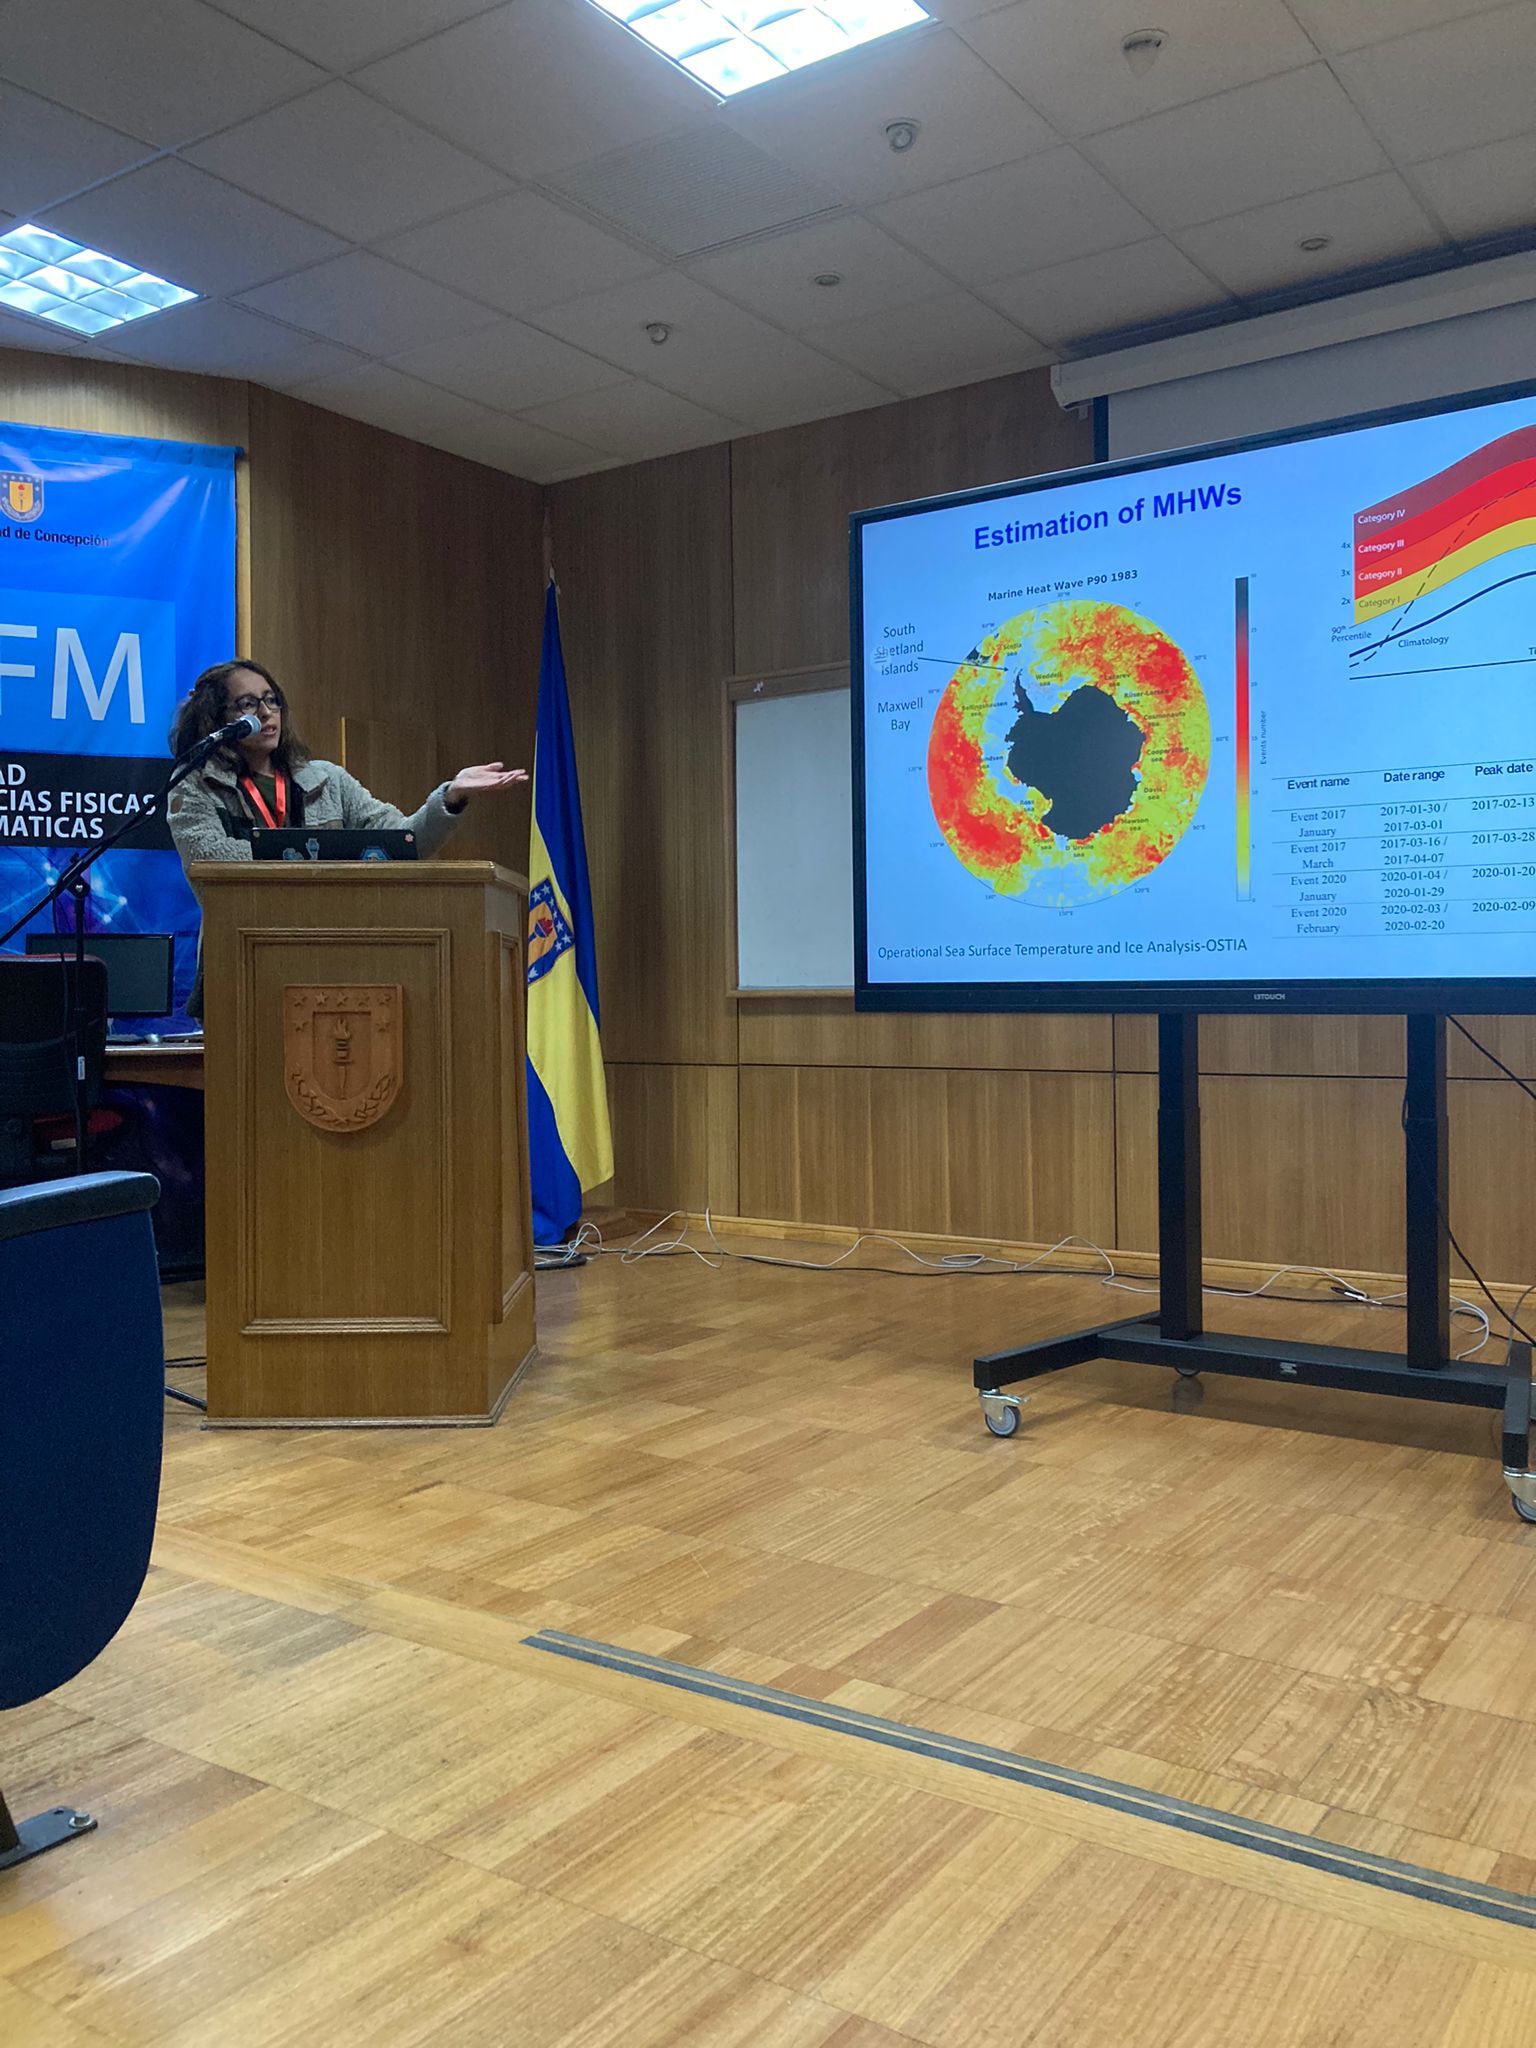 ad de Concepción
FM
AD
CIAS FISICAS
MATICAS
Estimation of MHWs
Marine Heat Wave P90 1983
South
Shetland
islands
Maxwell
Bay
Scotia
sea
Weddell
sea
Lazarev
sea
Riiser-Larsen
sea
Cosmonauts
sea
Cooperation
sea
Davis
sea
Mawson
sea
D'Urville
sea
Somov
sea
Ross
sea
Amundsen
sea
Bellingshausen
sea
Events number
Operational Sea Surface Temperature and Ice Analysis-OSTIA
Category IV
4x
Category III
3x
Category II
2x
Category I
90th
Percentile
Climatology
Ti
Event name Date range Peak date
Event 2017 January 2017-01-30 / 2017-03-01 2017-02-13
Event 2017 March 2017-03-16 / 2017-04-07 2017-03-28
Event 2020 January 2020-01-04 / 2020-01-29 2020-01-20
Event 2020 February 2020-02-03 / 2020-02-20 2020-02-09
i3TOUCH